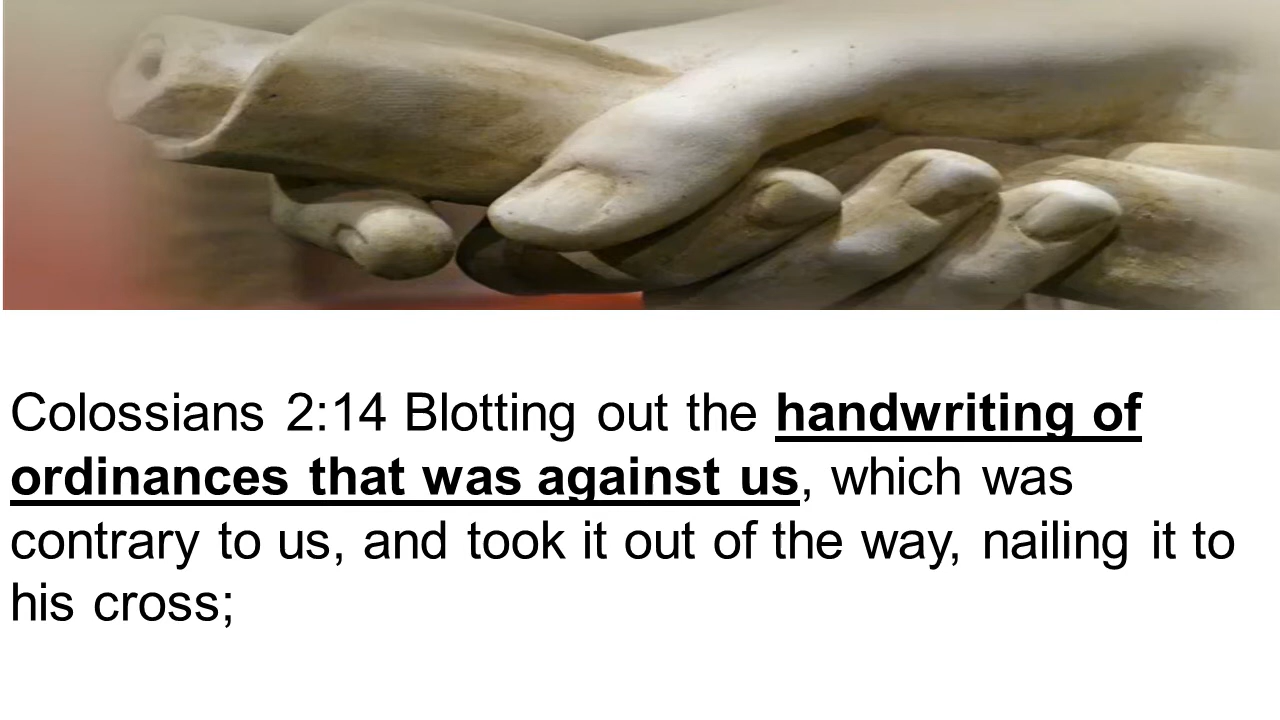 Colossians 2:14 Blotting out the handwriting of
ordinances that was against us, which was
contrary to us, and took it out of the way, nailing it to
his cross;